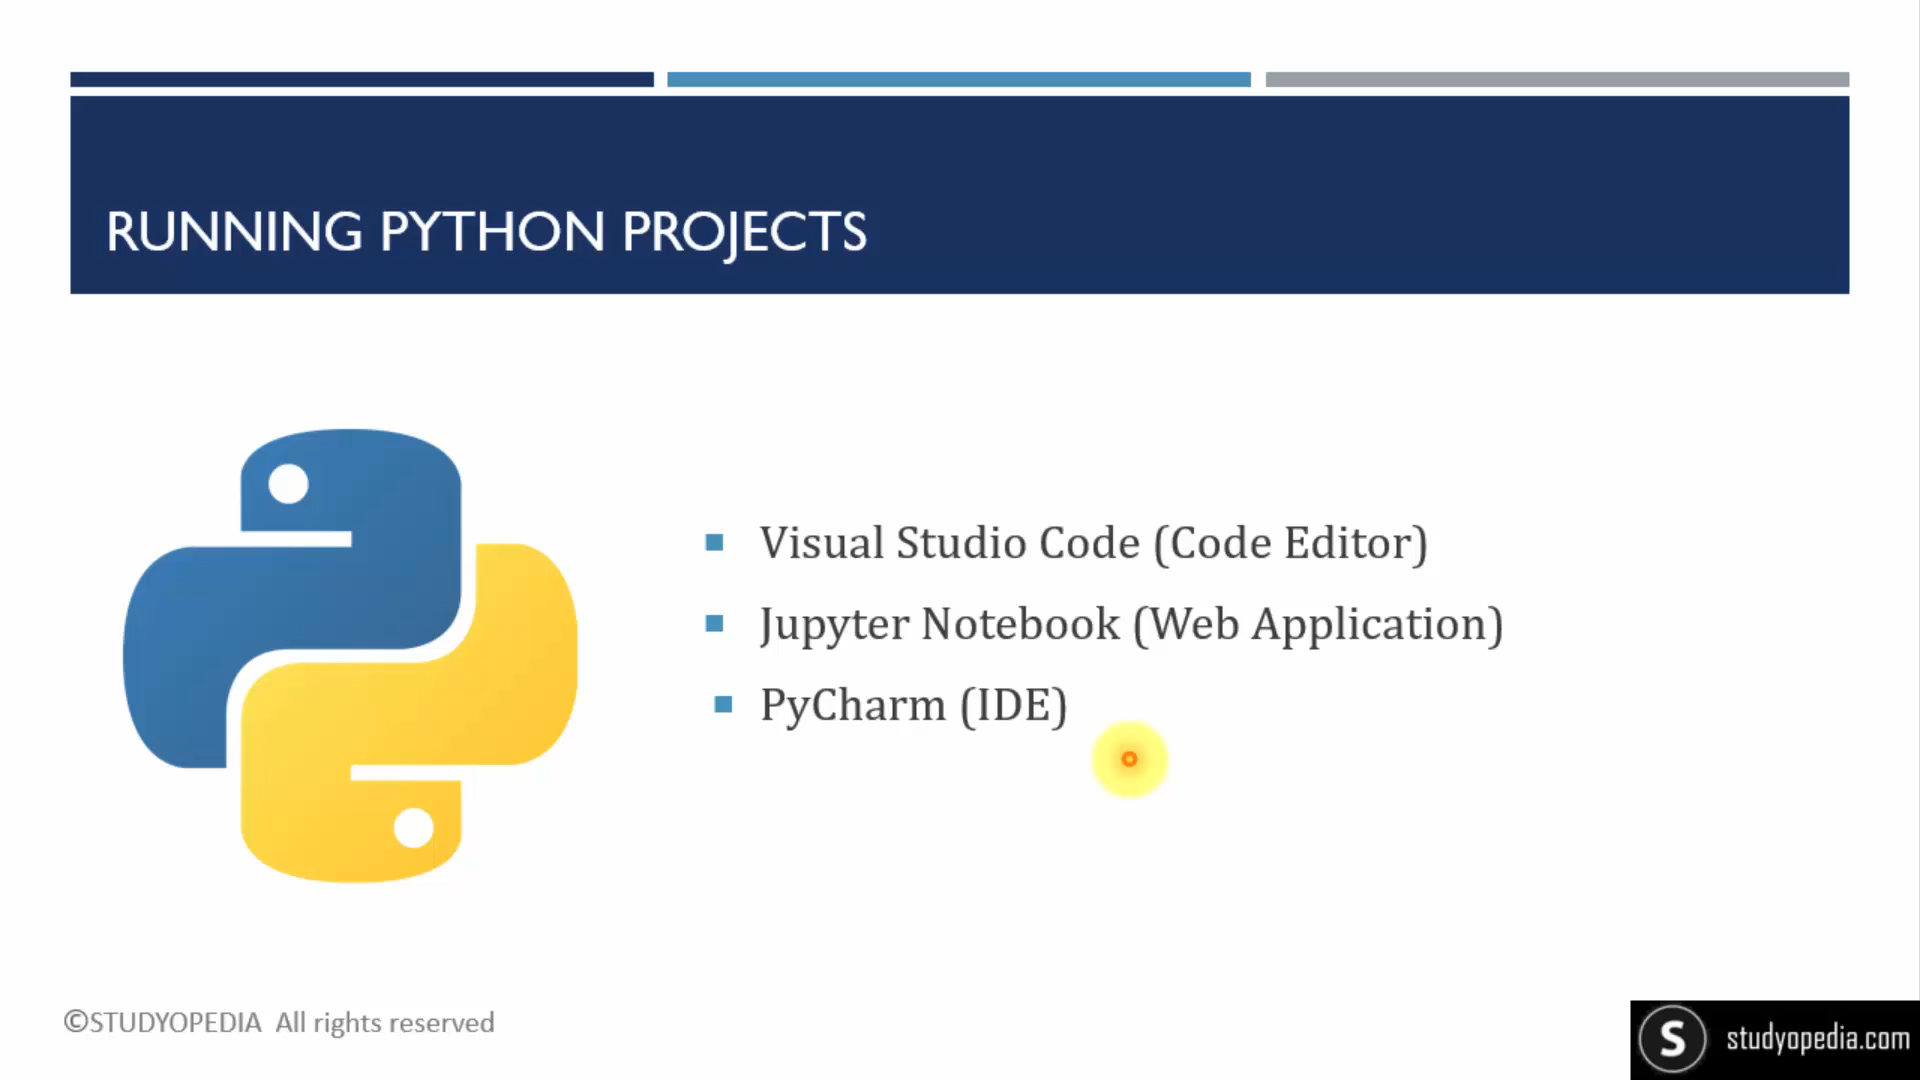 RUNNING PYTHON PROJECTS
Visual Studio Code (Code Editor)
Jupyter Notebook (Web Application)
PyCharm (IDE)
©STUDYOPEDIA All rights reserved
S studyopedia.com